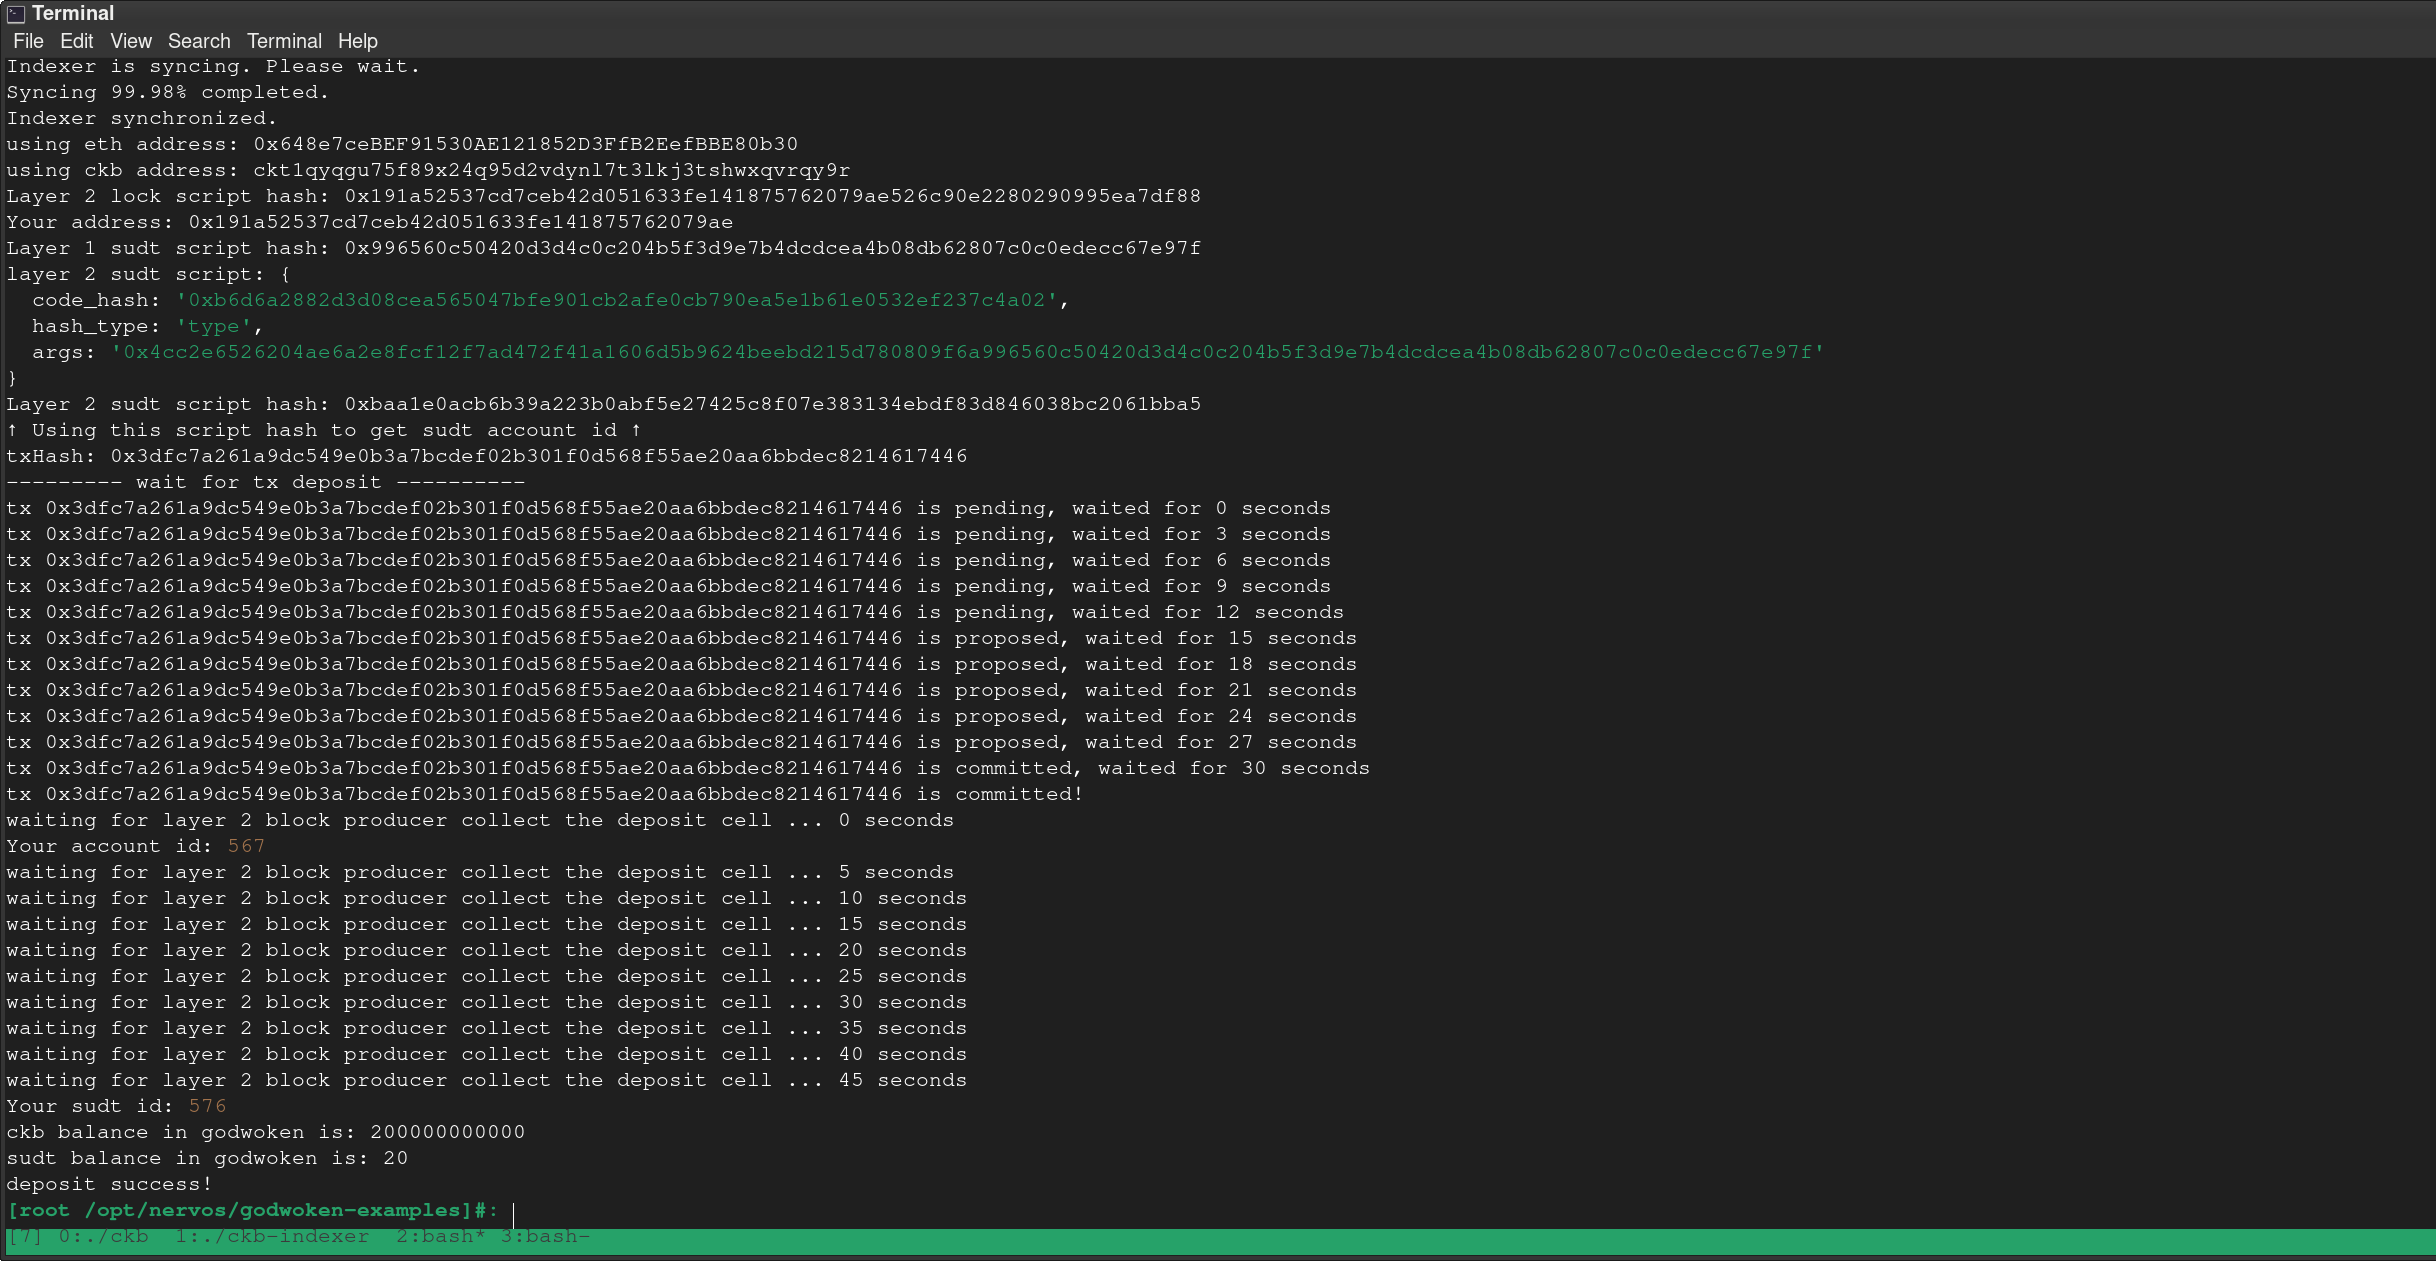 Terminal
File Edit View Search Terminal Help
Indexer is syncing. Please wait.
Syncing 99.98% completed.
Indexer synchronized.
using eth address: 0x648e7ceBEF91530AE121852D3FfB2EefBBE80b30
using ckb address: ckt1qyqgu75f89x24q95d2vdynl7t3lkj3tshwxqvrqy9r
Layer 2 lock script hash: 0x191a52537cd7ceb42d051633fe141875762079ae526c90e2280290995ea7df88
Your address: 0x191a52537cd7ceb42d051633fe141875762079ae
Layer 1 sudt script hash: 0x996560c50420d3d4c0c204b5f3d9e7b4dcdcea4b08db62807c0c0edecc67e97f
layer 2 sudt script: {
  code_hash: '0xb6d6a2882d3d08cea565047bfe901cb2afe0cb790ea5e1b61e0532ef237c4a02',
  hash_type: 'type',
  args: '0x4cc2e6526204ae6a2e8fcf12f7ad472f41a1606d5b9624beebd215d780809f6a996560c50420d3d4c0c204b5f3d9e7b4dcdcea4b08db62807c0c0edecc67e97f'
}
Layer 2 sudt script hash: 0xbaa1e0acb6b39a223b0abf5e27425c8f07e383134ebdf83d846038bc2061bba5
↑ Using this script hash to get sudt account id ↑
txHash: 0x3dfc7a261a9dc549e0b3a7bcdef02b301f0d568f55ae20aa6bbdec8214617446
--------- wait for tx deposit ----------
tx 0x3dfc7a261a9dc549e0b3a7bcdef02b301f0d568f55ae20aa6bbdec8214617446 is pending, waited for 0 seconds
tx 0x3dfc7a261a9dc549e0b3a7bcdef02b301f0d568f55ae20aa6bbdec8214617446 is pending, waited for 3 seconds
tx 0x3dfc7a261a9dc549e0b3a7bcdef02b301f0d568f55ae20aa6bbdec8214617446 is pending, waited for 6 seconds
tx 0x3dfc7a261a9dc549e0b3a7bcdef02b301f0d568f55ae20aa6bbdec8214617446 is pending, waited for 9 seconds
tx 0x3dfc7a261a9dc549e0b3a7bcdef02b301f0d568f55ae20aa6bbdec8214617446 is pending, waited for 12 seconds
tx 0x3dfc7a261a9dc549e0b3a7bcdef02b301f0d568f55ae20aa6bbdec8214617446 is proposed, waited for 15 seconds
tx 0x3dfc7a261a9dc549e0b3a7bcdef02b301f0d568f55ae20aa6bbdec8214617446 is proposed, waited for 18 seconds
tx 0x3dfc7a261a9dc549e0b3a7bcdef02b301f0d568f55ae20aa6bbdec8214617446 is proposed, waited for 21 seconds
tx 0x3dfc7a261a9dc549e0b3a7bcdef02b301f0d568f55ae20aa6bbdec8214617446 is proposed, waited for 24 seconds
tx 0x3dfc7a261a9dc549e0b3a7bcdef02b301f0d568f55ae20aa6bbdec8214617446 is proposed, waited for 27 seconds
tx 0x3dfc7a261a9dc549e0b3a7bcdef02b301f0d568f55ae20aa6bbdec8214617446 is committed, waited for 30 seconds
tx 0x3dfc7a261a9dc549e0b3a7bcdef02b301f0d568f55ae20aa6bbdec8214617446 is committed!
waiting for layer 2 block producer collect the deposit cell ... 0 seconds
Your account id: 567
waiting for layer 2 block producer collect the deposit cell ... 5 seconds
waiting for layer 2 block producer collect the deposit cell ... 10 seconds
waiting for layer 2 block producer collect the deposit cell ... 15 seconds
waiting for layer 2 block producer collect the deposit cell ... 20 seconds
waiting for layer 2 block producer collect the deposit cell ... 25 seconds
waiting for layer 2 block producer collect the deposit cell ... 30 seconds
waiting for layer 2 block producer collect the deposit cell ... 35 seconds
waiting for layer 2 block producer collect the deposit cell ... 40 seconds
waiting for layer 2 block producer collect the deposit cell ... 45 seconds
Your sudt id: 576
ckb balance in godwoken is: 200000000000
sudt balance in godwoken is: 20
deposit success!
[root /opt/nervos/godwoken-examples]#:
[7] 0:./ckb  1:./ckb-indexer  2:bash* 3:bash-